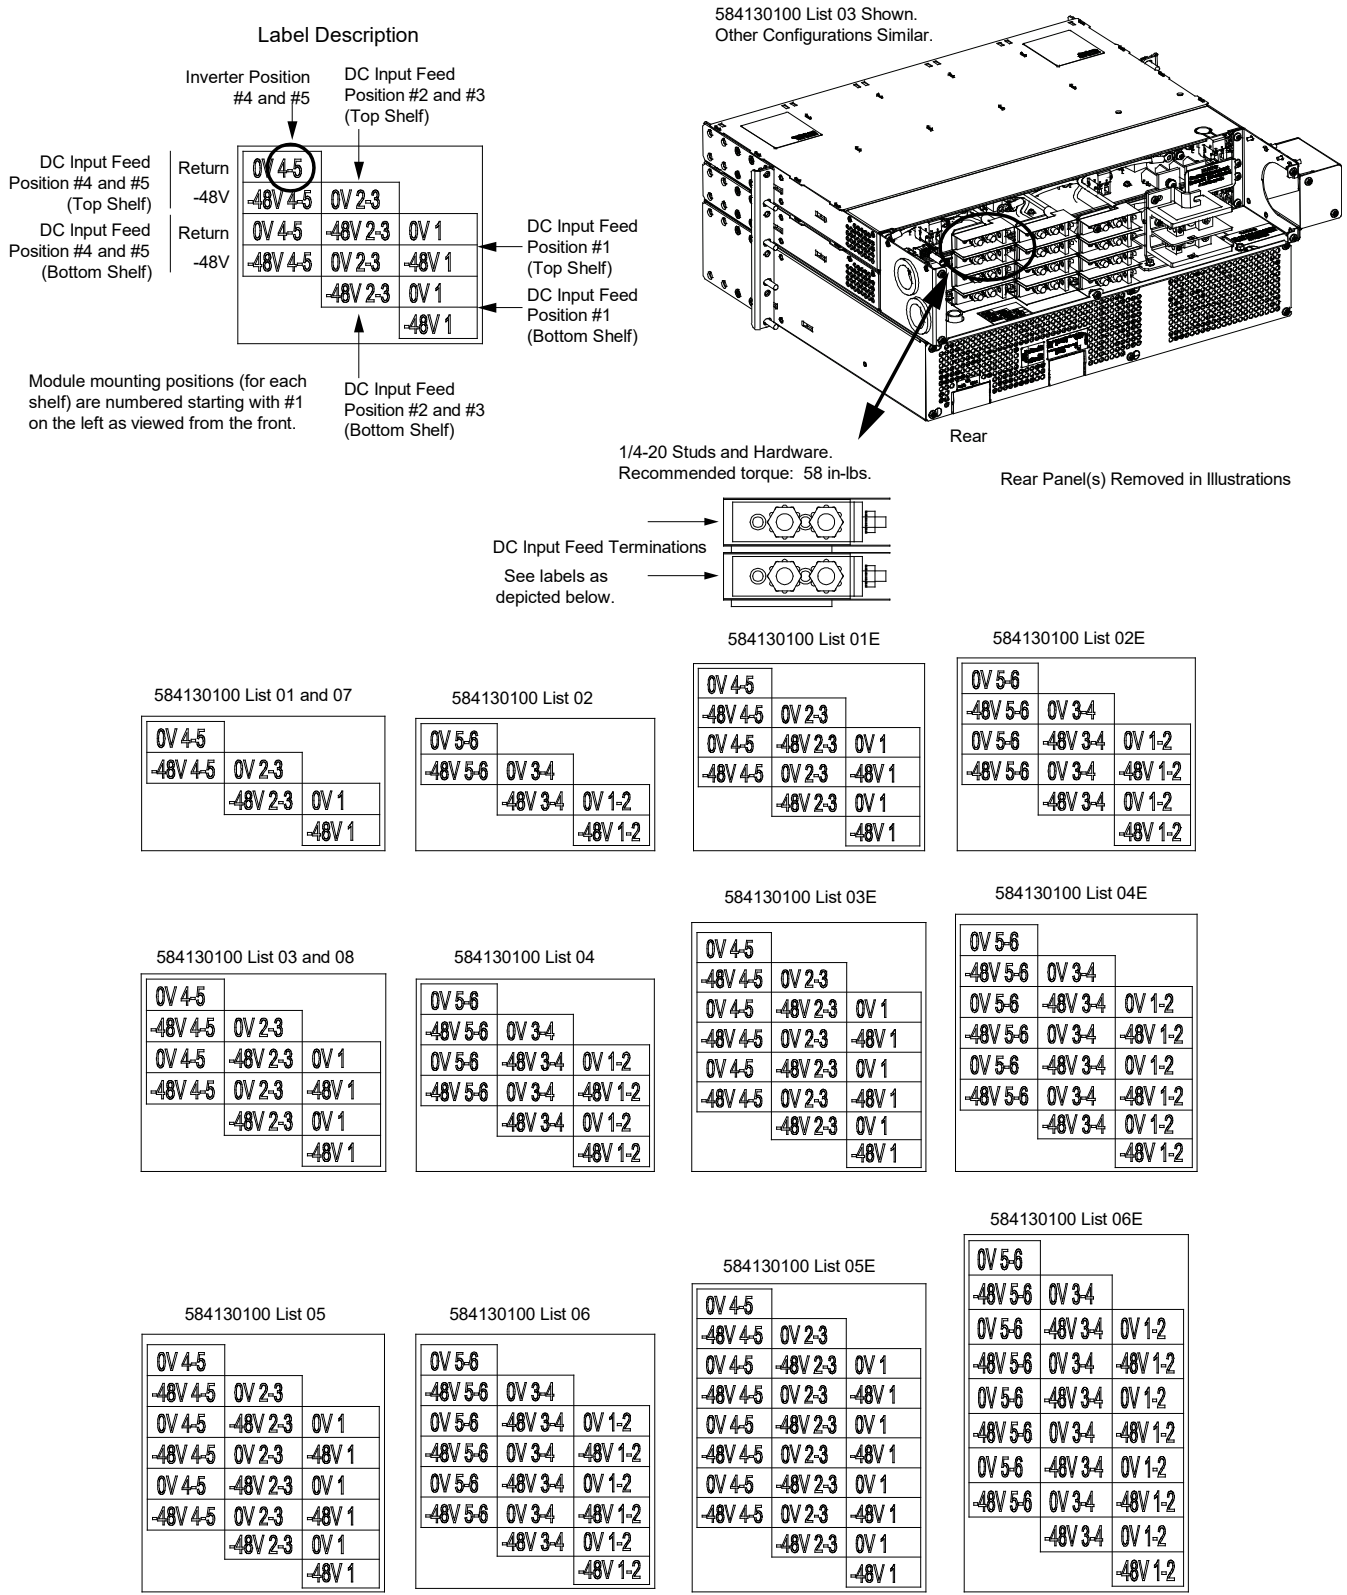 584130100 List 03 Shown.
Other Configurations Similar.
Label Description
Inverter Position
#4 and #5
DC Input Feed
Position #2 and #3
(Top Shelf)
DC Input Feed
Position #4 and #5
(Top Shelf)
Return
-48V
DC Input Feed
Position #4 and #5
(Bottom Shelf)
Return
-48V
0V 4-5
-48V 4-5 0V 2-3
0V 4-5 -48V 2-3 0V 1
-48V 4-5 0V 2-3 -48V 1
-48V 2-3 0V 1
-48V 1
DC Input Feed
Position #1
(Top Shelf)
DC Input Feed
Position #1
(Bottom Shelf)
Module mounting positions (for each
shelf) are numbered starting with #1
on the left as viewed from the front.
DC Input Feed
Position #2 and #3
(Bottom Shelf)
Rear
1/4-20 Studs and Hardware.
Recommended torque: 58 in-lbs.
Rear Panel(s) Removed in Illustrations
DC Input Feed Terminations
See labels as
depicted below.
584130100 List 01 and 07
0V 4-5
-48V 4-5 0V 2-3
-48V 2-3 0V 1
-48V 1
584130100 List 02
0V 5-6
-48V 5-6 0V 3-4
-48V 3-4 0V 1-2
-48V 1-2
584130100 List 01E
0V 4-5
-48V 4-5 0V 2-3
0V 4-5 -48V 2-3 0V 1
-48V 4-5 0V 2-3 -48V 1
-48V 2-3 0V 1
-48V 1
584130100 List 02E
0V 5-6
-48V 5-6 0V 3-4
0V 5-6 -48V 3-4 0V 1-2
-48V 5-6 0V 3-4 -48V 1-2
-48V 3-4 0V 1-2
-48V 1-2
584130100 List 03 and 08
0V 4-5
-48V 4-5 0V 2-3
0V 4-5 -48V 2-3 0V 1
-48V 4-5 0V 2-3 -48V 1
-48V 2-3 0V 1
-48V 1
584130100 List 04
0V 5-6
-48V 5-6 0V 3-4
0V 5-6 -48V 3-4 0V 1-2
-48V 5-6 0V 3-4 -48V 1-2
-48V 3-4 0V 1-2
-48V 1-2
584130100 List 03E
0V 4-5
-48V 4-5 0V 2-3
0V 4-5 -48V 2-3 0V 1
-48V 4-5 0V 2-3 -48V 1
0V 4-5 -48V 2-3 0V 1
-48V 4-5 0V 2-3 -48V 1
-48V 2-3 0V 1
-48V 1
584130100 List 04E
0V 5-6
-48V 5-6 0V 3-4
0V 5-6 -48V 3-4 0V 1-2
-48V 5-6 0V 3-4 -48V 1-2
0V 5-6 -48V 3-4 0V 1-2
-48V 5-6 0V 3-4 -48V 1-2
-48V 3-4 0V 1-2
-48V 1-2
584130100 List 05
0V 4-5
-48V 4-5 0V 2-3
0V 4-5 -48V 2-3 0V 1
-48V 4-5 0V 2-3 -48V 1
0V 4-5 -48V 2-3 0V 1
-48V 4-5 0V 2-3 -48V 1
-48V 2-3 0V 1
-48V 1
584130100 List 06
0V 5-6
-48V 5-6 0V 3-4
0V 5-6 -48V 3-4 0V 1-2
-48V 5-6 0V 3-4 -48V 1-2
0V 5-6 -48V 3-4 0V 1-2
-48V 5-6 0V 3-4 -48V 1-2
-48V 3-4 0V 1-2
-48V 1-2
584130100 List 05E
0V 4-5
-48V 4-5 0V 2-3
0V 4-5 -48V 2-3 0V 1
-48V 4-5 0V 2-3 -48V 1
0V 4-5 -48V 2-3 0V 1
-48V 4-5 0V 2-3 -48V 1
0V 4-5 -48V 2-3 0V 1
-48V 4-5 0V 2-3 -48V 1
-48V 2-3 0V 1
-48V 1
584130100 List 06E
0V 5-6
-48V 5-6 0V 3-4
0V 5-6 -48V 3-4 0V 1-2
-48V 5-6 0V 3-4 -48V 1-2
0V 5-6 -48V 3-4 0V 1-2
-48V 5-6 0V 3-4 -48V 1-2
0V 5-6 -48V 3-4 0V 1-2
-48V 5-6 0V 3-4 -48V 1-2
-48V 3-4 0V 1-2
-48V 1-2